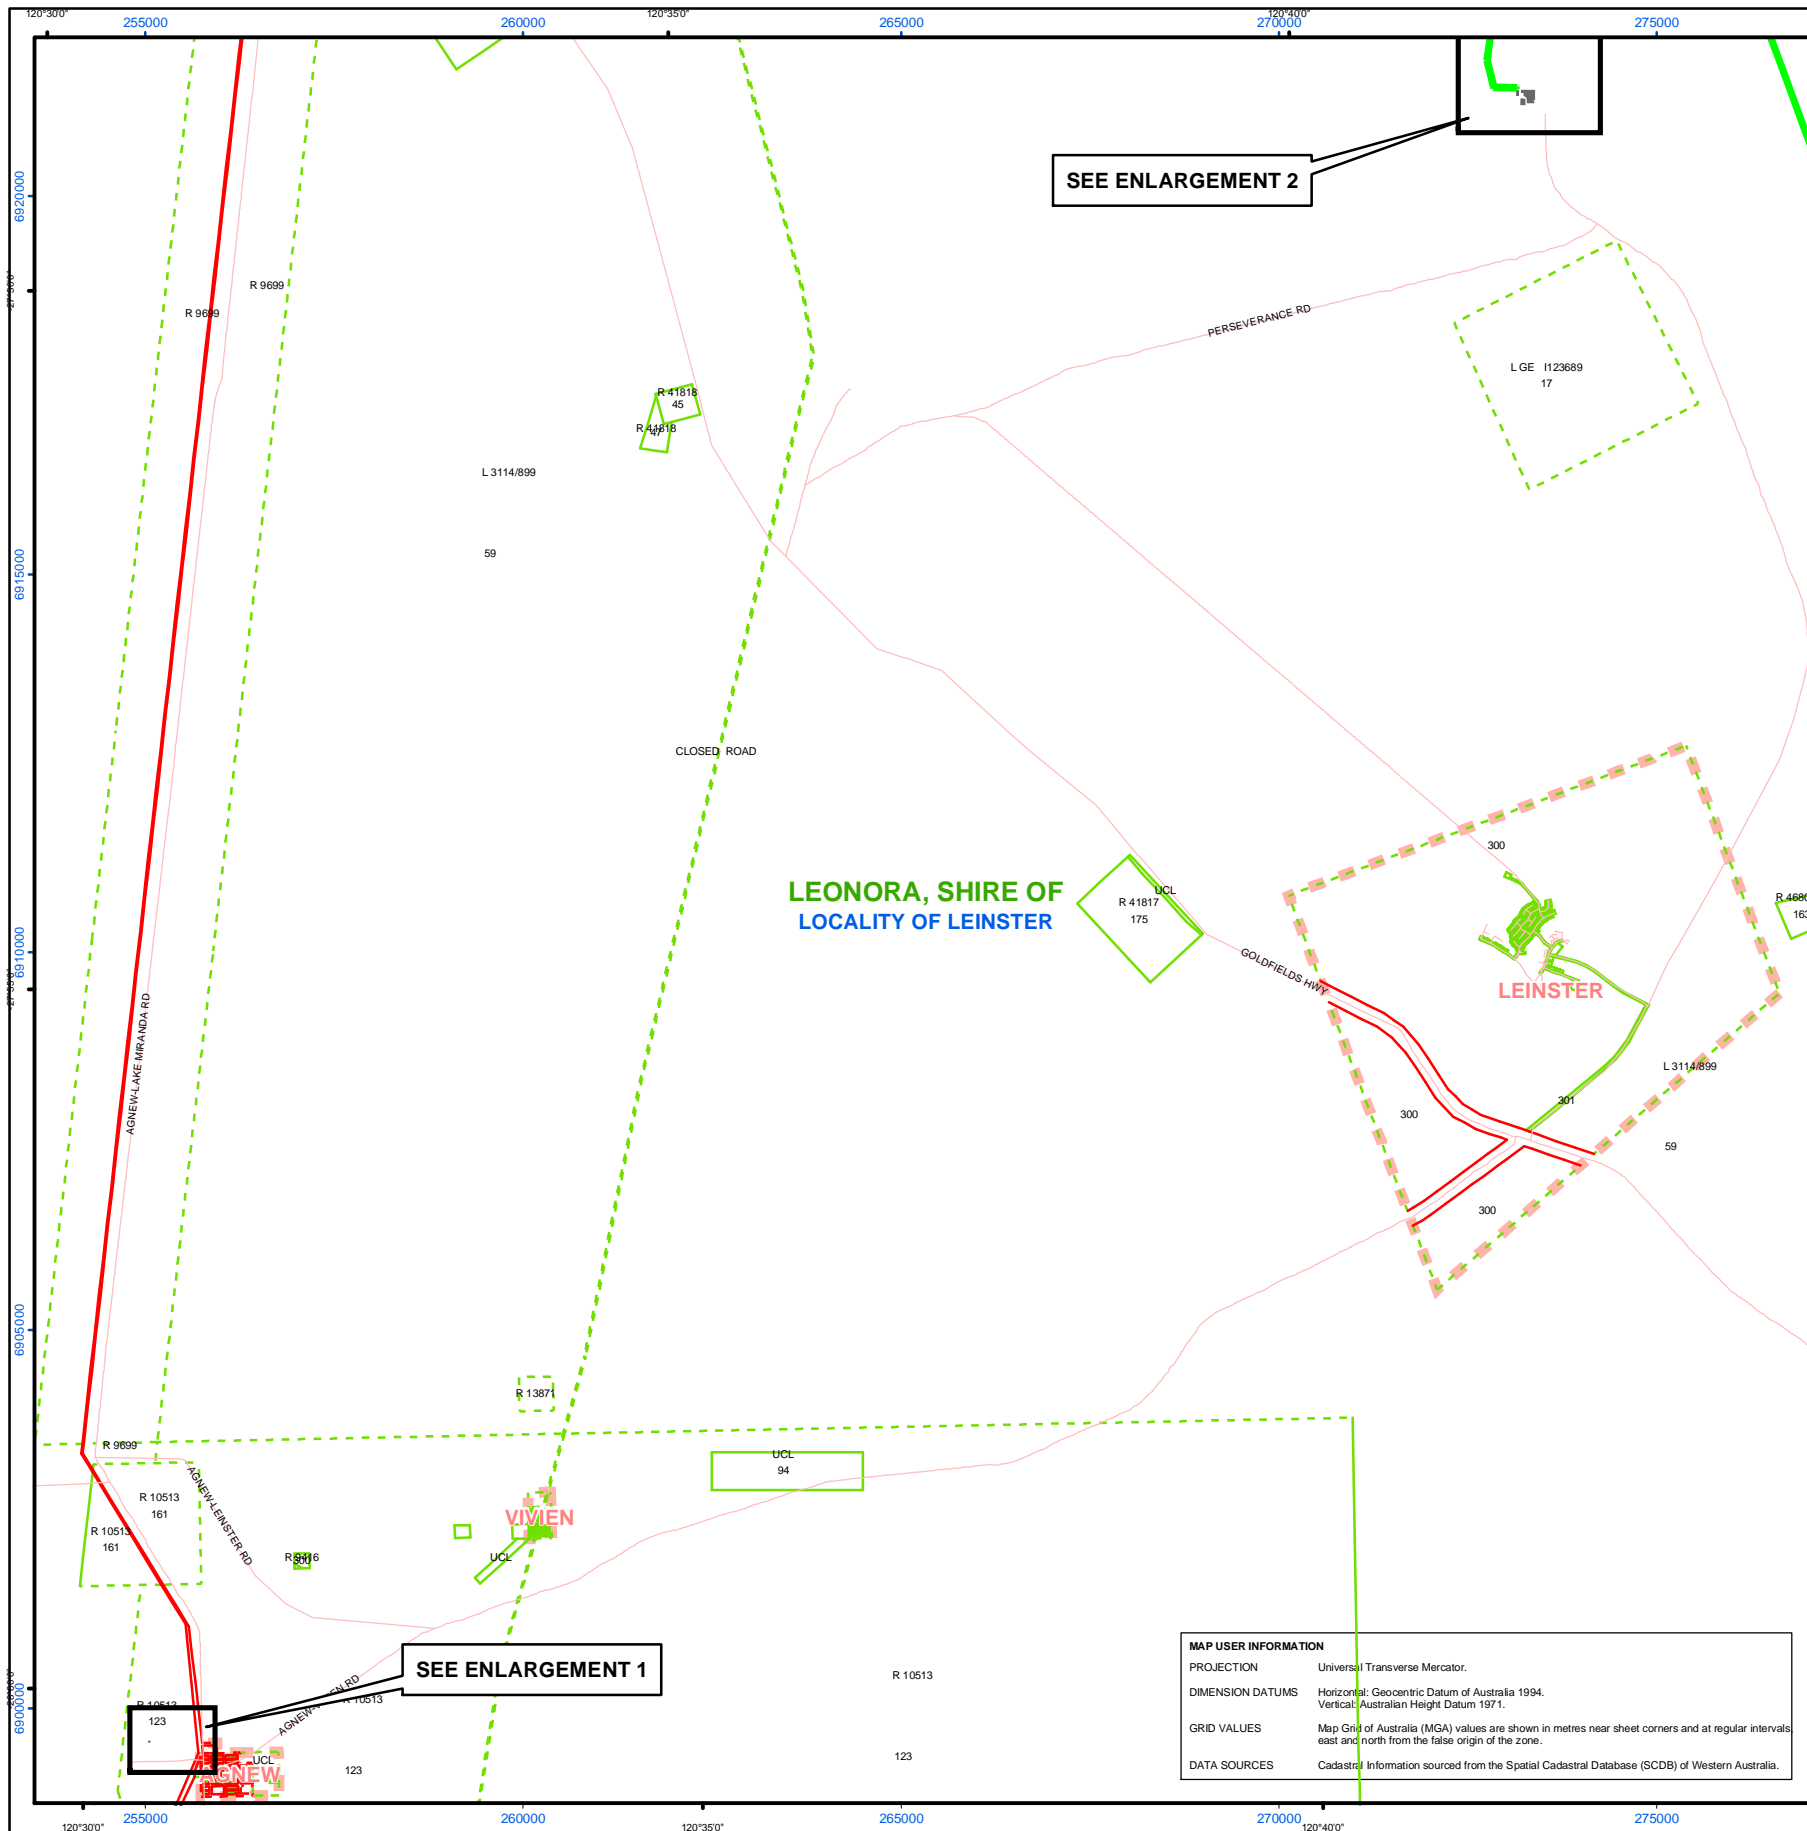 120°30'0"
120°35'0"
120°40'0"
255000
260000
265000
270000
275000
6920000
6915000
6910000
6905000
6900000
SEE ENLARGEMENT 2
R 9699
R 9699
PERSEVERANCE RD
L GE I123689
17
R 41818
45
R 41818
47
L 3114/899
59
CLOSED ROAD
300
LEONORA, SHIRE OF
LOCALITY OF LEINSTER
UCL
R 41817
175
GOLDFIELDS HWY
LEINSTER
AGNEW-LAKE MIRANDA RD
L 3114/899
301
300
59
300
R 13871
R 9699
UCL
94
AGNEW-LEINSTER RD
R 10513
161
R 10513
161
VIVIEN
UCL
R 9416
300
SEE ENLARGEMENT 1
R 10513
R 10513
R 10513
123
123
123
UCL
AGNEW
MAP USER INFORMATION
PROJECTION Universal Transverse Mercator.
DIMENSION DATUMS Horizontal: Geocentric Datum of Australia 1994.
Vertical: Australian Height Datum 1971.
GRID VALUES Map Grid of Australia (MGA) values are shown in metres near sheet corners and at regular intervals,
east and north from the false origin of the zone.
DATA SOURCES Cadastral Information sourced from the Spatial Cadastral Database (SCDB) of Western Australia.
255000
260000
265000
270000
275000
120°30'0"
120°35'0"
120°40'0"